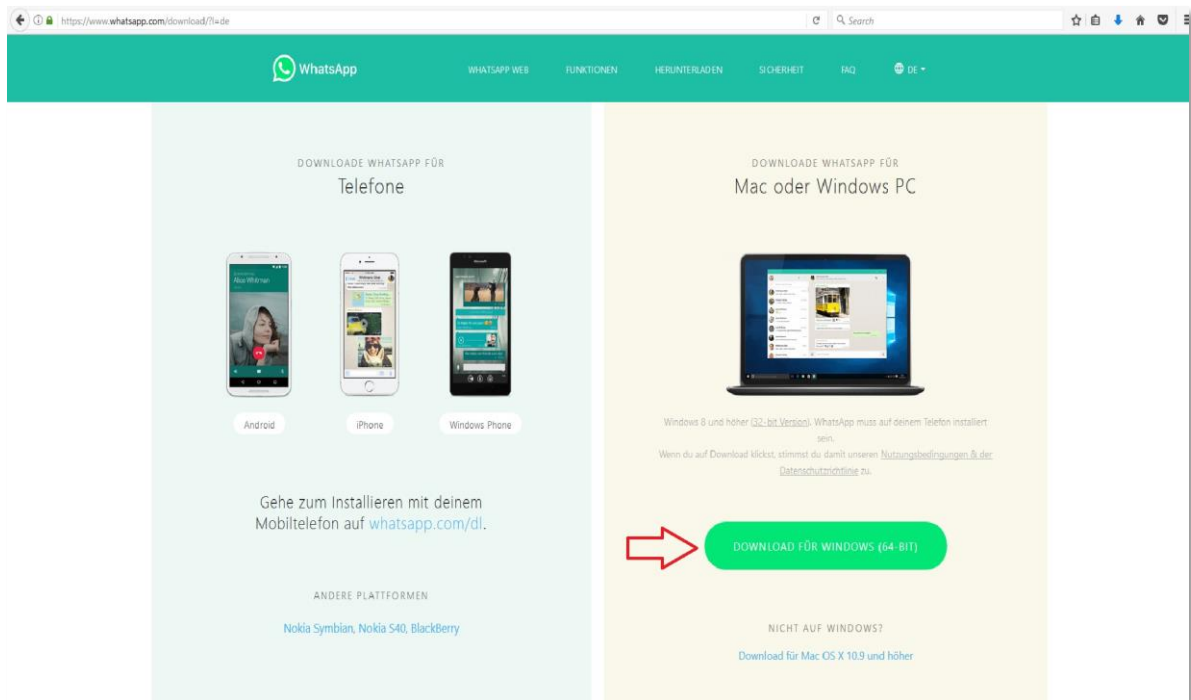 https://www.whatsapp.com/download/?l=de
Search
WhatsApp
WHATSAPP WEB
FUNKTIONEN
HERUNTERLADEN
SICHERHEIT
FAQ
DE
DOWNLOADE WHATSAPP FÜR
Telefone
Android
iPhone
Windows Phone
Gehe zum Installieren mit deinem
Mobiltelefon auf whatsapp.com/dl.
ANDERE PLATTFORMEN
Nokia Symbian, Nokia S40, BlackBerry
DOWNLOADE WHATSAPP FÜR
Mac oder Windows PC
Windows 8 und höher (32-bit Version). WhatsApp muss auf deinem Telefon installiert
sein.
Wenn du auf Download klickst, stimmst du damit unseren Nutzungsbedingungen & der
Datenschutzrichtlinie zu.
DOWNLOAD FÜR WINDOWS (64-BIT)
NICHT AUF WINDOWS?
Download für Mac OS X 10.9 und höher